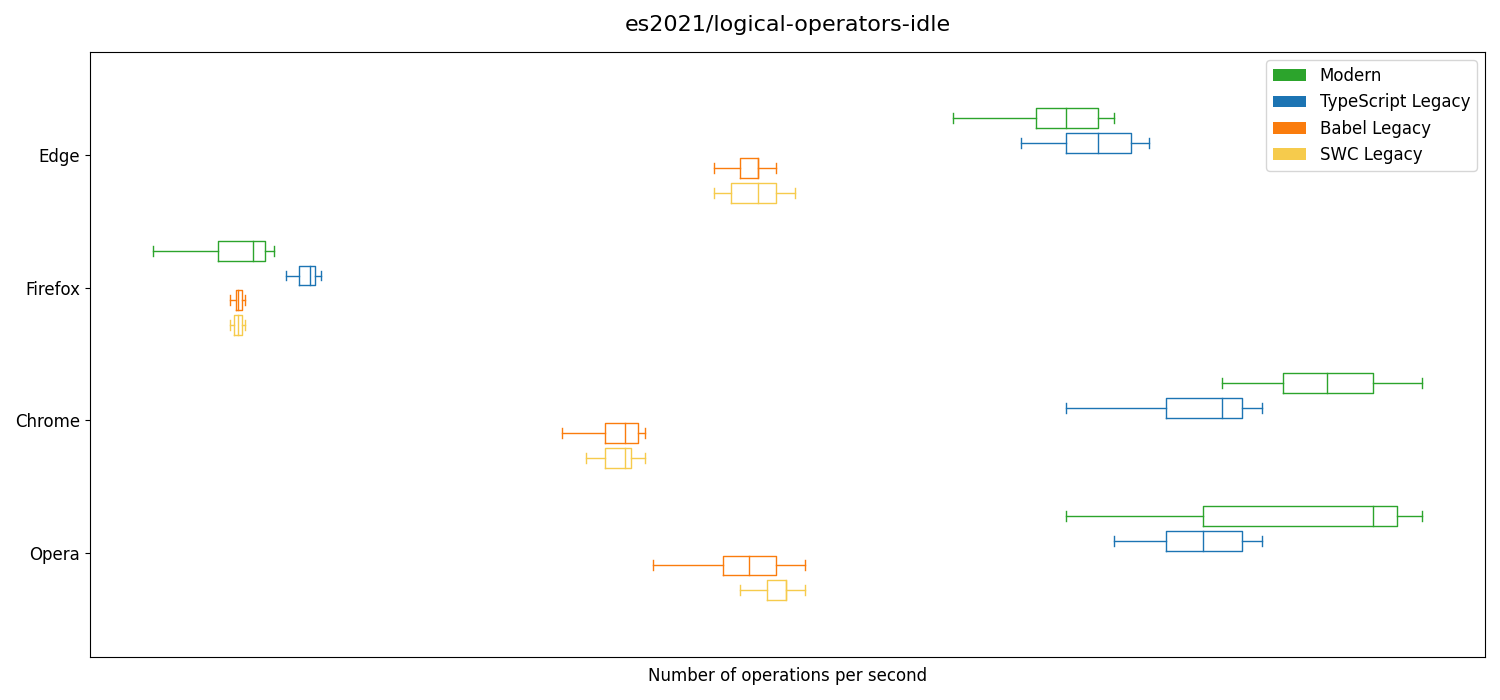 es2021/logical-operators-idle
Modern
TypeScript Legacy
Babel Legacy
SWC Legacy
Edge
Firefox
Chrome
Opera
Number of operations per second